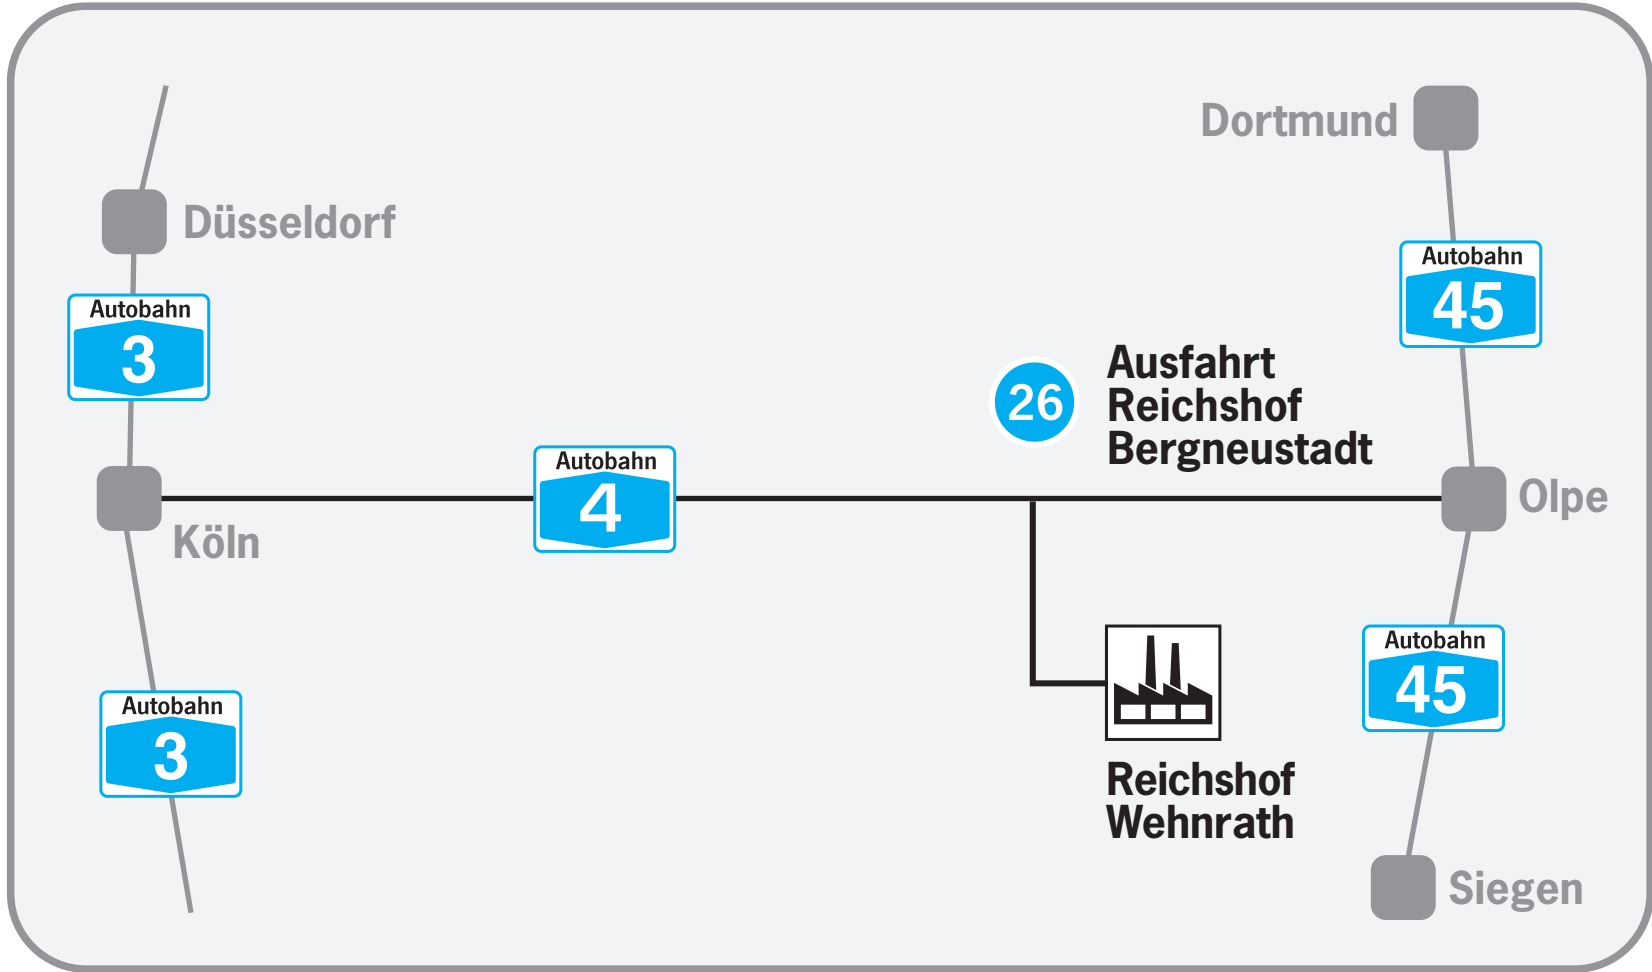 Dortmund
Düsseldorf
Autobahn
45
Autobahn
3
26
Ausfahrt
Reichshof
Bergneustadt
Autobahn
4
Olpe
Köln
Autobahn
45
Autobahn
3
Reichshof
Wehnrath
Siegen